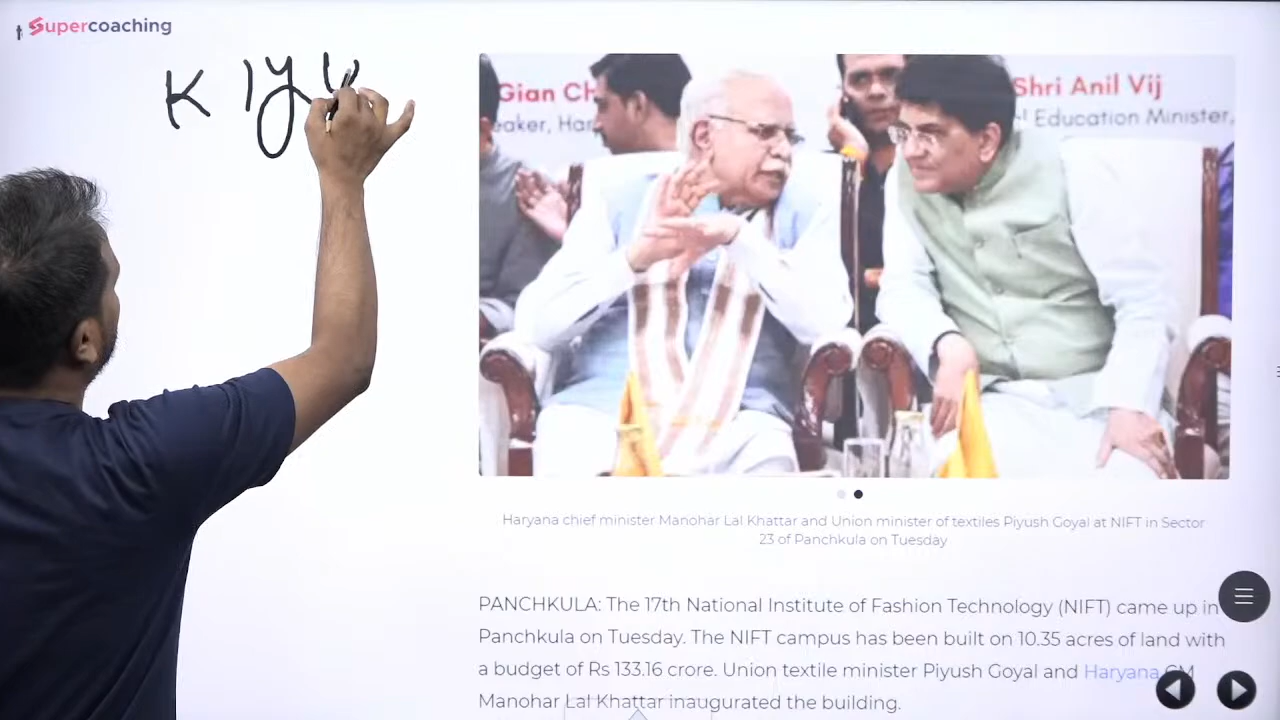 Supercoaching
K 1 y u
Gian Ch
Shri Anil Vij
eaker, Har
l Education Minister,
Haryana chief minister Manohar Lal Khattar and Union minister of textiles Piyush Goyal at NIFT in Sector
23 of Panchkula on Tuesday
PANCHKULA: The 17th National Institute of Fashion Technology (NIFT) came up in
Panchkula on Tuesday. The NIFT campus has been built on 10.35 acres of land with
a budget of Rs 133.16 crore. Union textile minister Piyush Goyal and Haryana CM
Manohar Lal Khattar inaugurated the building.